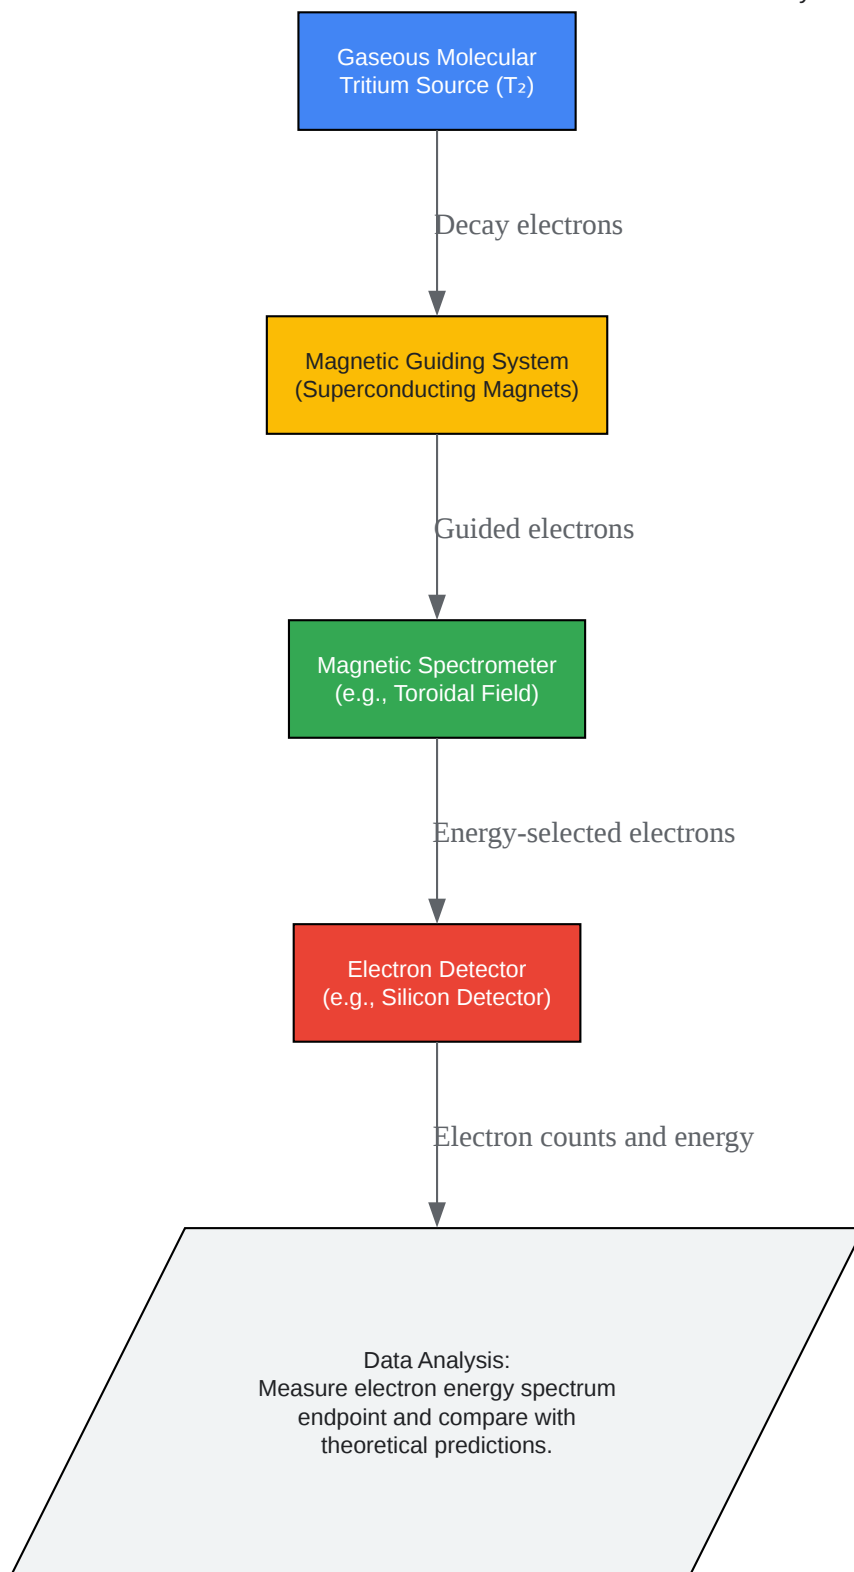 Gaseous Molecular
Tritium Source (T₂)
Decay electrons
Magnetic Guiding System
(Superconducting Magnets)
Guided electrons
Magnetic Spectrometer
(e.g., Toroidal Field)
Energy-selected electrons
Electron Detector
(e.g., Silicon Detector)
Electron counts and energy
Data Analysis:
Measure electron energy spectrum
endpoint and compare with
theoretical predictions.